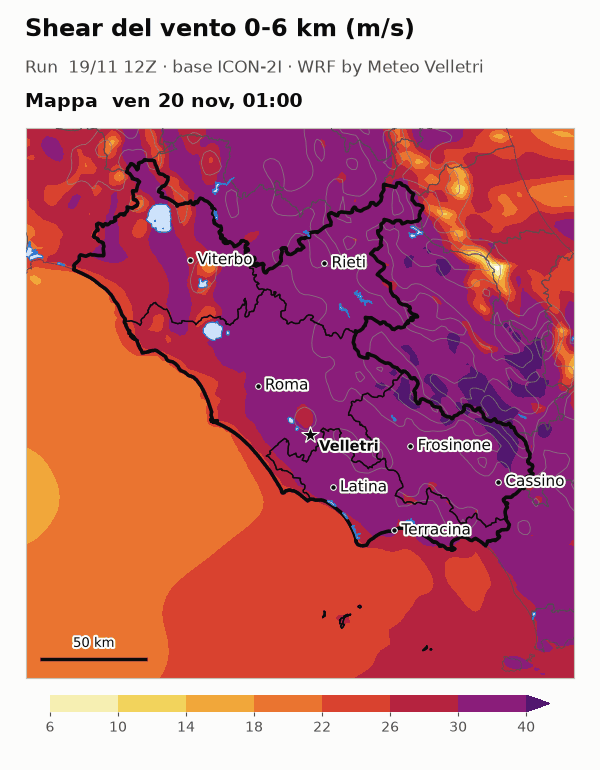 Shear del vento 0-6 km (m/s)
Run  19/11 12Z · base ICON-2I · WRF by Meteo Velletri
Mappa  ven 20 nov, 01:00
Viterbo
Rieti
Roma
Velletri
Frosinone
Latina
Cassino
Terracina
50 km
6 10 14 18 22 26 30 40